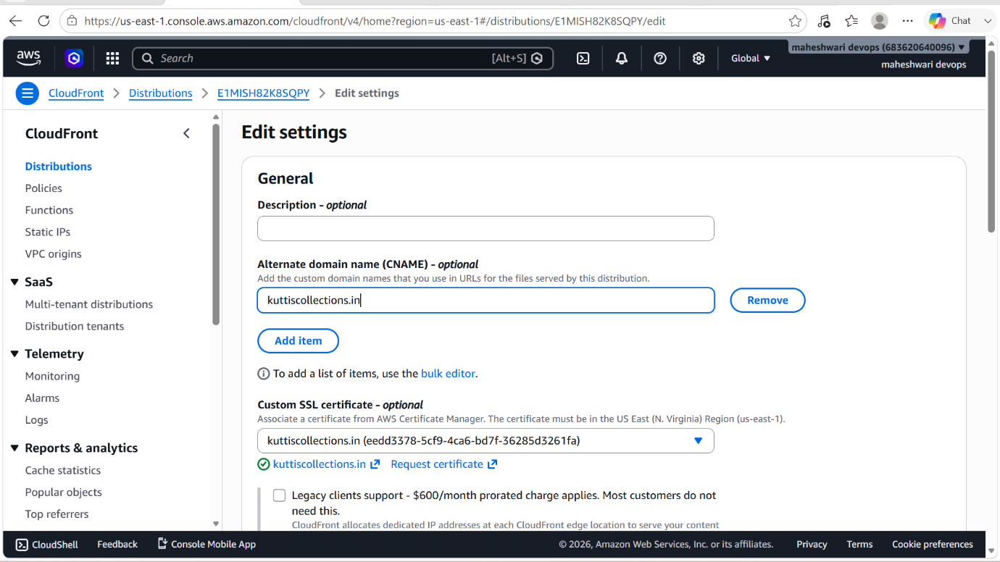 https://us-east-1.console.aws.amazon.com/cloudfront/v4/home?region=us-east-1#/distributions/E1MISH82K8SQPY/edit
Chat
aws
Search
[Alt+S]
Global
maheshwari devops (683620640096)
maheshwari devops
CloudFront
Distributions
E1MISH82K8SQPY
Edit settings
CloudFront
Distributions
Policies
Functions
Static IPs
VPC origins
SaaS
Multi-tenant distributions
Distribution tenants
Telemetry
Monitoring
Alarms
Logs
Reports & analytics
Cache statistics
Popular objects
Top referrers
Edit settings
General
Description - optional
Alternate domain name (CNAME) - optional
Add the custom domain names that you use in URLs for the files served by this distribution.
kuttiscollections.in
Remove
Add item
To add a list of items, use the bulk editor.
Custom SSL certificate - optional
Associate a certificate from AWS Certificate Manager. The certificate must be in the US East (N. Virginia) Region (us-east-1).
kuttiscollections.in (eedd3378-5cf9-4ca6-bd7f-36285d3261fa)
kuttiscollections.in
Request certificate
Legacy clients support - $600/month prorated charge applies. Most customers do not
need this.
CloudFront allocates dedicated IP addresses at each CloudFront edge location to serve your content
CloudShell
Feedback
Console Mobile App
© 2026, Amazon Web Services, Inc. or its affiliates.
Privacy
Terms
Cookie preferences